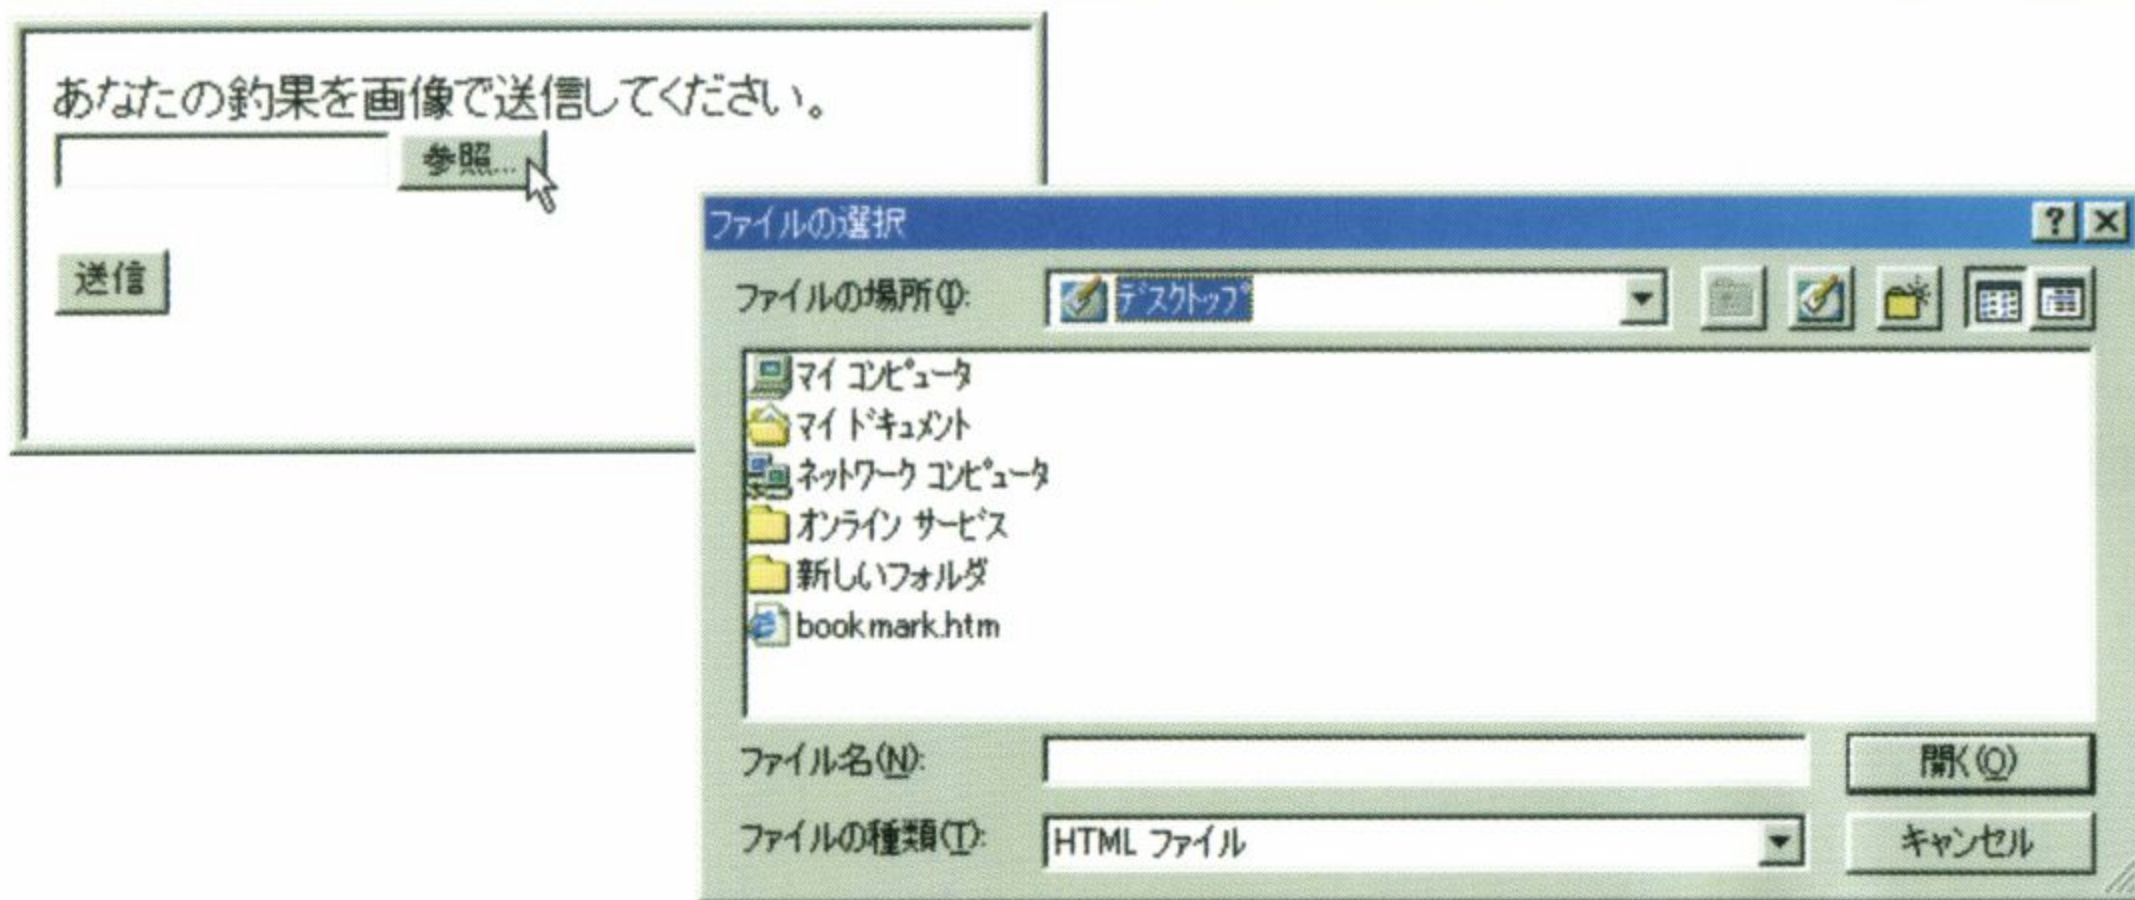 あなたの釣果を画像で送信してください。
参照...
送信
ファイルの選択
ファイルの場所(I):
デスクトップ
マイ コンピュータ
マイ ドキュメント
ネットワーク コンピュータ
オンライン サービス
新しいフォルダ
bookmark.htm
ファイル名(N):
開く(O)
ファイルの種類(T):
HTML ファイル
キャンセル